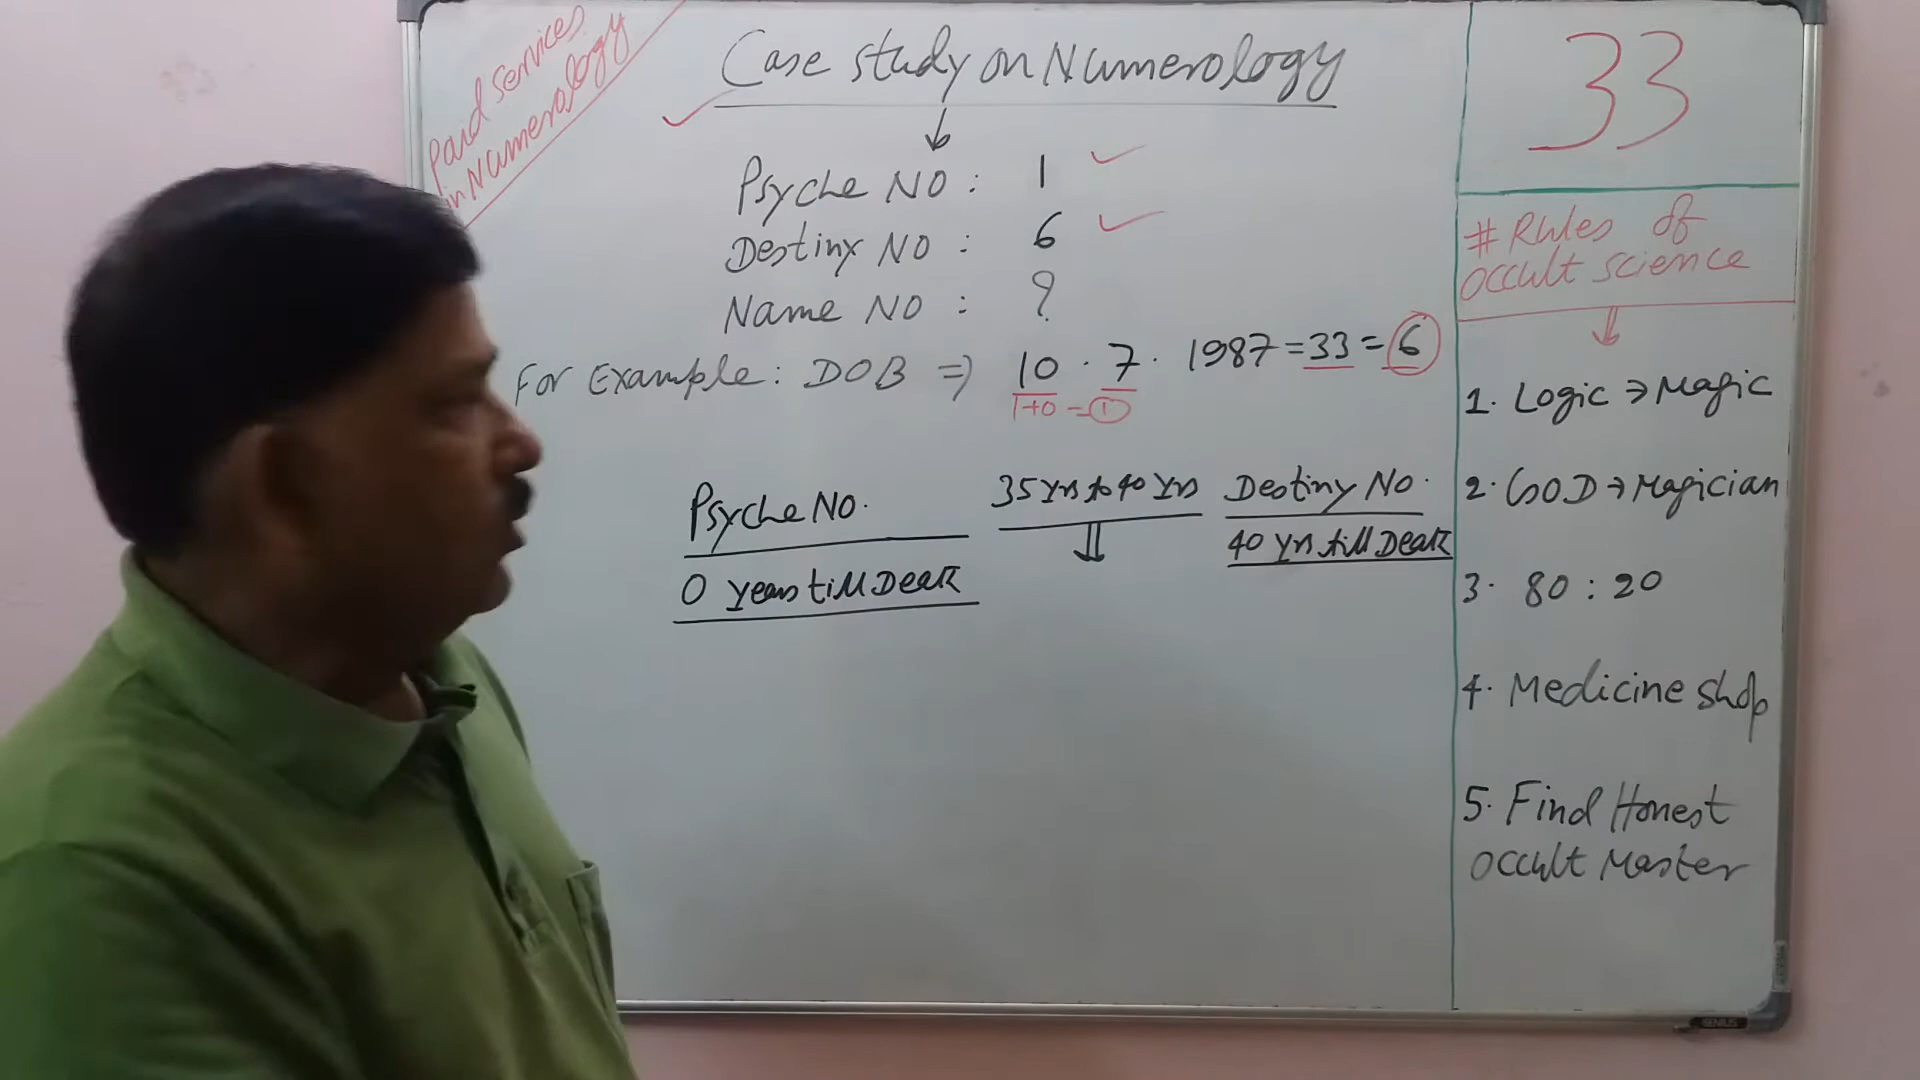 Paid Services
in Numerology
Case study on Numerology
Psyche NO : 1
Destiny NO : 6
Name NO : ?
For Example: DOB => 10 . 7 . 1987 = 33 = 6
1+0 = 1
Psyche NO.
0 years till Death
35 yrs to 40 yrs
Destiny NO.
40 yrs till Death
33
# Rules of
occult science
1. Logic → Magic
2. GOD → Magician
3. 80 : 20
4. Medicine shop
5. Find Honest
occult Master
GENIUS